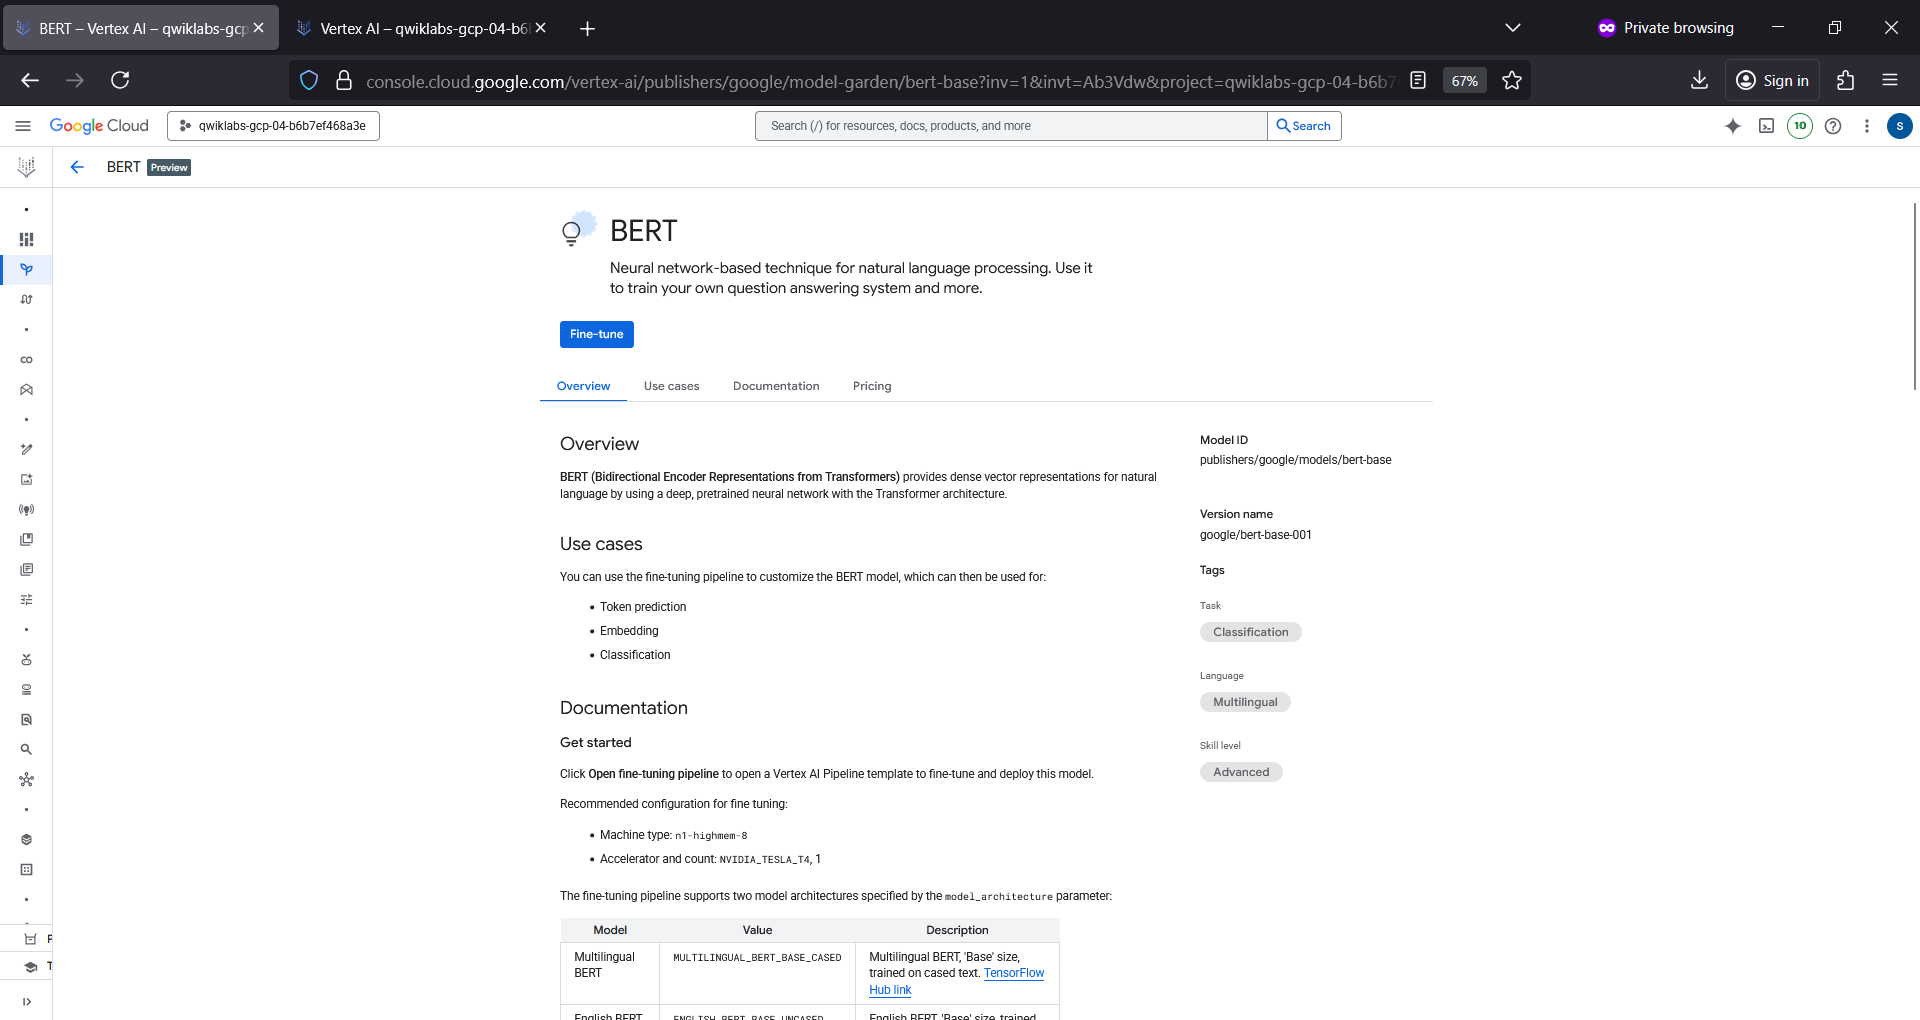 BERT – Vertex AI – qwiklabs-gcp
Vertex AI – qwiklabs-gcp-04-b6
Private browsing
console.cloud.google.com/vertex-ai/publishers/google/model-garden/bert-base?inv=1&invt=Ab3Vdw&project=qwiklabs-gcp-04-b6b7
67%
Sign in
Google Cloud
qwiklabs-gcp-04-b6b7ef468a3e
Search (/) for resources, docs, products, and more
Search
10
S
BERT Preview
BERT
Neural network-based technique for natural language processing. Use it
to train your own question answering system and more.
Fine-tune
Overview
Use cases
Documentation
Pricing
Overview
BERT (Bidirectional Encoder Representations from Transformers) provides dense vector representations for natural
language by using a deep, pretrained neural network with the Transformer architecture.
Use cases
You can use the fine-tuning pipeline to customize the BERT model, which can then be used for:
• Token prediction
• Embedding
• Classification
Documentation
Get started
Click Open fine-tuning pipeline to open a Vertex AI Pipeline template to fine-tune and deploy this model.
Recommended configuration for fine tuning:
• Machine type: n1-highmem-8
• Accelerator and count: NVIDIA_TESLA_T4, 1
The fine-tuning pipeline supports two model architectures specified by the model_architecture parameter:
Model Value Description
Multilingual
BERT
MULTILINGUAL_BERT_BASE_CASED
Multilingual BERT, 'Base' size,
trained on cased text. TensorFlow
Hub link
English BERT ENGLISH_BERT_BASE_UNCASED English BERT, 'Base' size, trained
Model ID
publishers/google/models/bert-base
Version name
google/bert-base-001
Tags
Task
Classification
Language
Multilingual
Skill level
Advanced